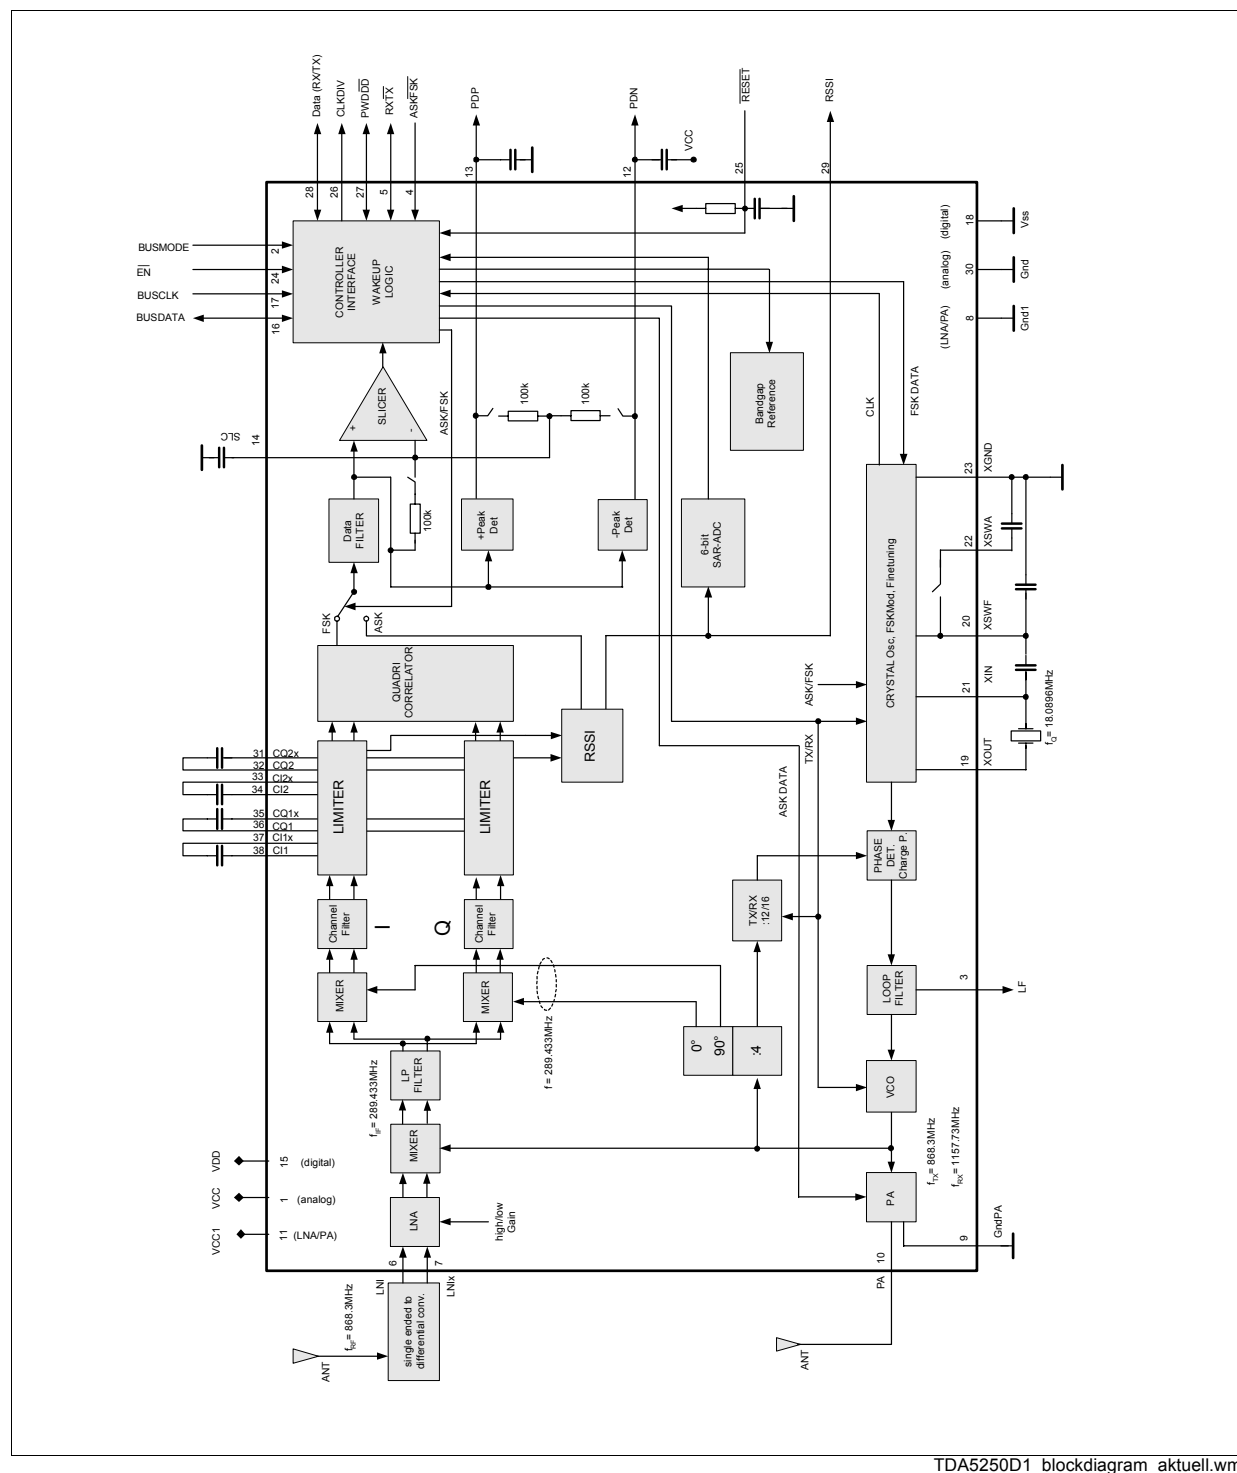 Data (RX/TX)
CLKDIV
PWDDD
RXTX
ASKFSK
PDP
PDN
RESET
RSSI
VCC
28
26
27
5
4
13
12
25
29
BUSMODE
EN
BUSCLK
BUSDATA
2
24
17
16
CONTROLLER
INTERFACE
WAKEUP
LOGIC
(digital)
18
Vss
(analog)
30
Gnd
(LNA/PA)
8
Gnd1
SLICER
+
-
ASK/FSK
100k
100k
Bandgap
Reference
CLK
FSK DATA
SLC
14
Data
FILTER
100k
+Peak
Det
-Peak
Det
6-bit
SAR-ADC
23
XGND
22
XSWA
20
XSWF
21
XIN
19
XOUT
fQ= 18.0896MHz
CRYSTAL Osc, FSKMod, Finetuning
FSK
ASK
QUADRI
CORRELATOR
RSSI
ASK/FSK
TX/RX
ASK DATA
31 CQ2x
32 CQ2
33 CI2x
34 CI2
35 CQ1x
36 CQ1
37 CI1x
38 CI1
LIMITER
LIMITER
PHASE
DET.
Charge P.
TX/RX
:12/16
Channel
Filter
I
Q
Channel
Filter
MIXER
MIXER
LOOP
FILTER
3
LF
f = 289.433MHz
0°
90°
:4
LP
FILTER
fIF= 289.433MHz
VCO
MIXER
fTX= 868.3MHz
fRX= 1157.73MHz
VDD
15 (digital)
VCC
1 (analog)
VCC1
11 (LNA/PA)
LNA
high/low
Gain
PA
9
GndPA
10
PA
6
LNI
7
LNIx
fRF= 868.3MHz
single ended to
differential conv.
ANT
ANT
TDA5250D1_blockdiagram_aktuell.wm